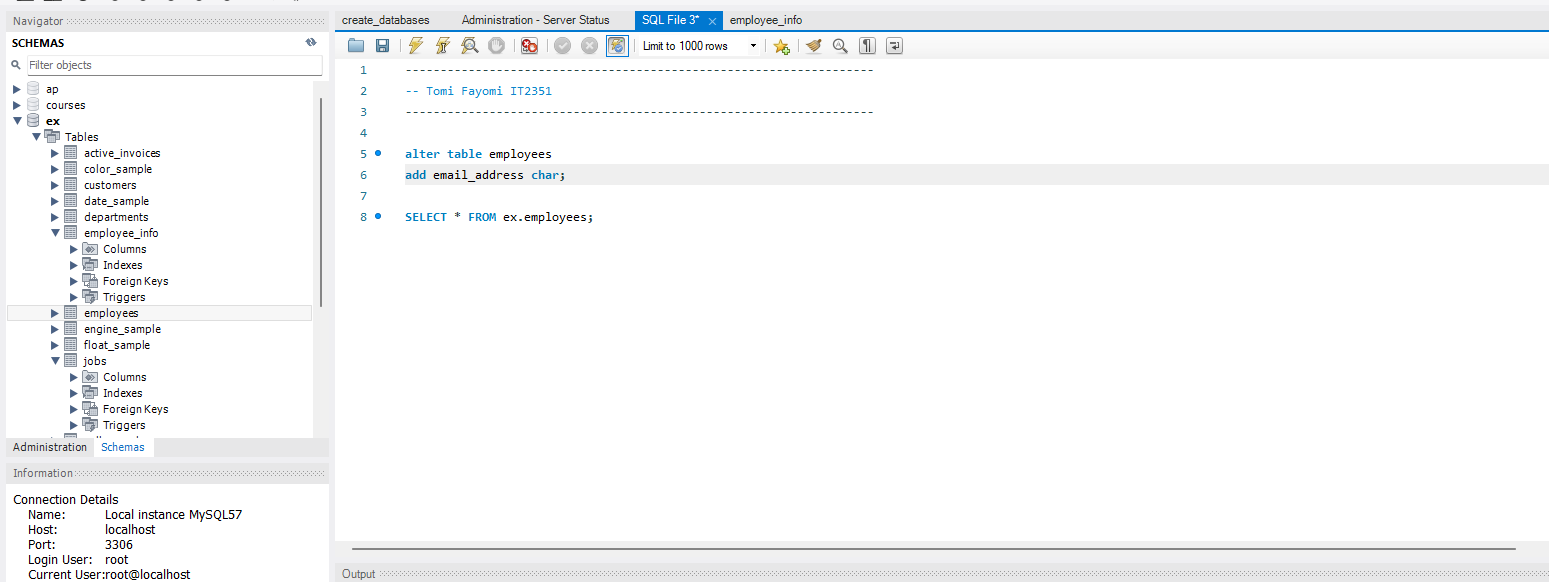 Navigator
SCHEMAS
Filter objects
ap
courses
ex
Tables
active_invoices
color_sample
customers
date_sample
departments
employee_info
Columns
Indexes
Foreign Keys
Triggers
employees
engine_sample
float_sample
jobs
Columns
Indexes
Foreign Keys
Triggers
Administration Schemas
Information
Connection Details
Name: Local instance MySQL57
Host: localhost
Port: 3306
Login User: root
Current User:root@localhost
create_databases Administration - Server Status SQL File 3* × employee_info
Limit to 1000 rows
1 -------------------------------------------------------------------
2 -- Tomi Fayomi IT2351
3 -------------------------------------------------------------------
4
5 alter table employees
6 add email_address char;
7
8 SELECT * FROM ex.employees;
Output